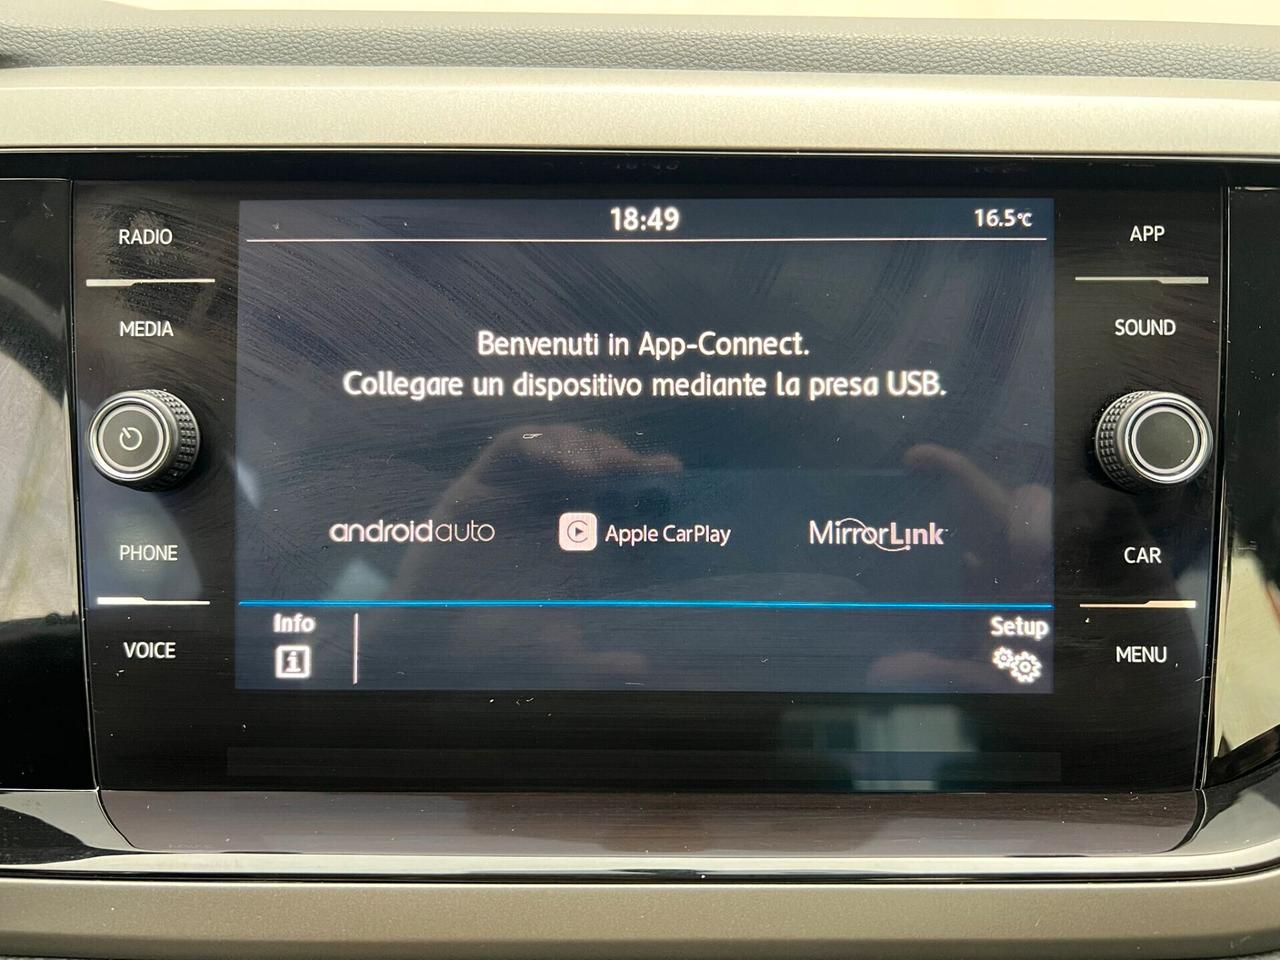 18:49
16.5°C
RADIO
MEDIA
PHONE
VOICE
Benvenuti in App-Connect.
Collegare un dispositivo mediante la presa USB.
androidauto
Apple CarPlay
MirrorLink
Info
Setup
APP
SOUND
CAR
MENU